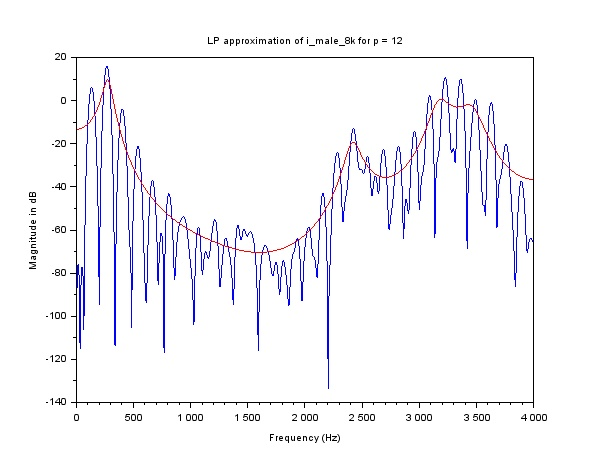 LP approximation of i_male_8k for p = 12
20
0
-20
-40
-60
-80
-100
-120
-140
Magnitude in dB
0 500 1 000 1 500 2 000 2 500 3 000 3 500 4 000
Frequency (Hz)